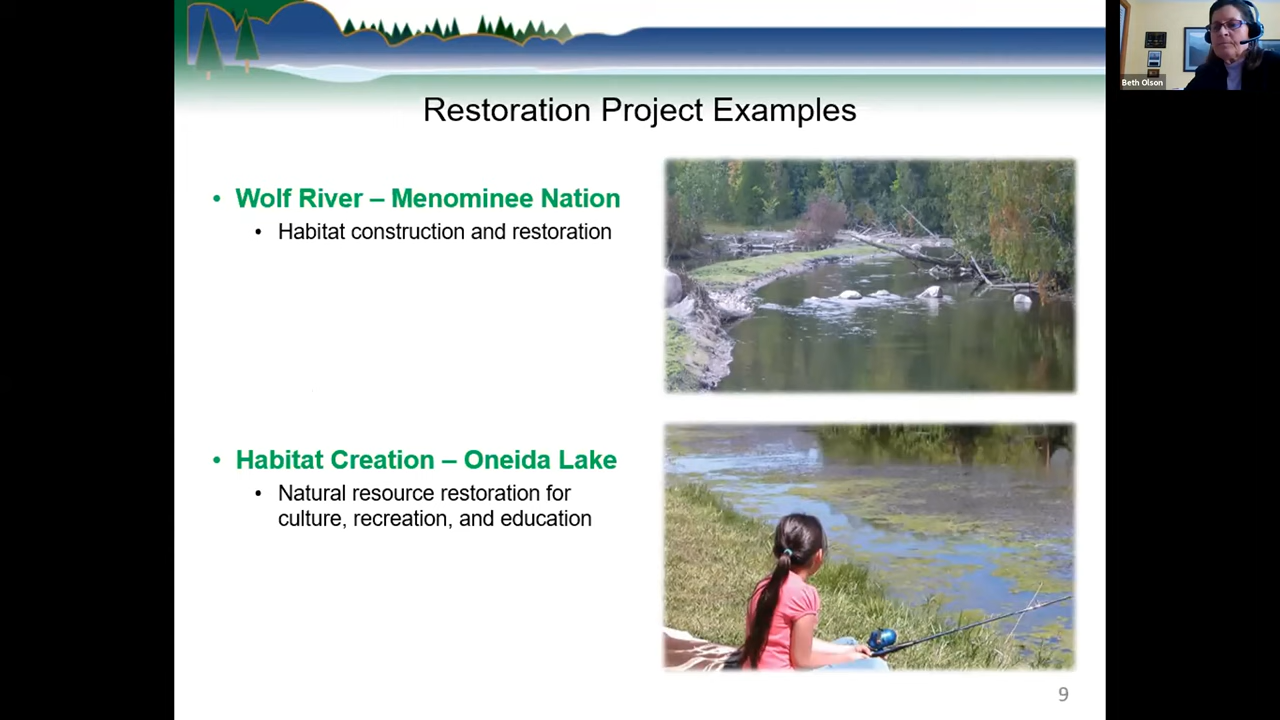 Beth Olson
Restoration Project Examples
• Wolf River – Menominee Nation
• Habitat construction and restoration
• Habitat Creation – Oneida Lake
• Natural resource restoration for
culture, recreation, and education
9